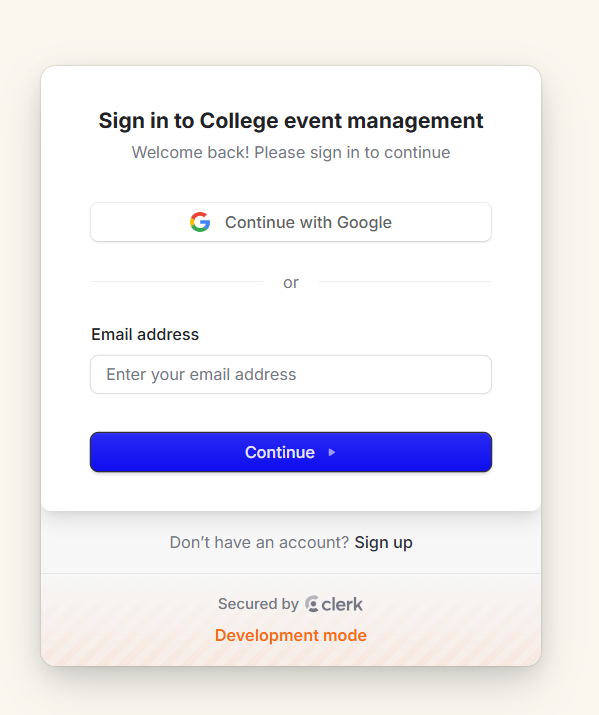 Sign in to College event management
Welcome back! Please sign in to continue
Continue with Google
or
Email address
Enter your email address
Continue
Don’t have an account? Sign up
Secured by clerk
Development mode